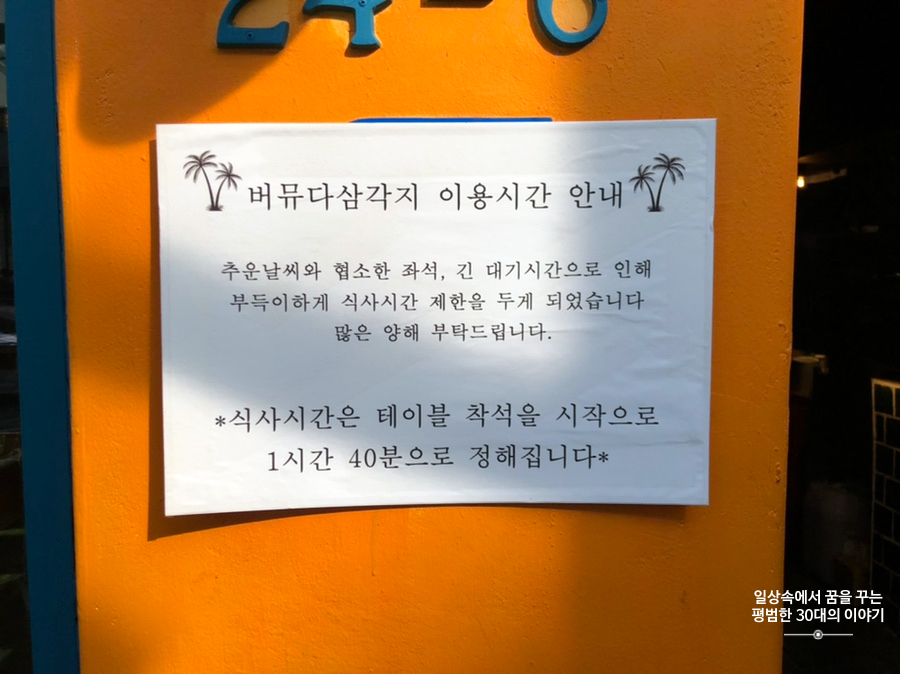 버뮤다삼각지 이용시간 안내
추운날씨와 협소한 좌석, 긴 대기시간으로 인해
부득이하게 식사시간 제한을 두게 되었습니다
많은 양해 부탁드립니다.
*식사시간은 테이블 착석을 시작으로
1시간 40분으로 정해집니다*
일상속에서 꿈을 꾸는
평범한 30대의 이야기